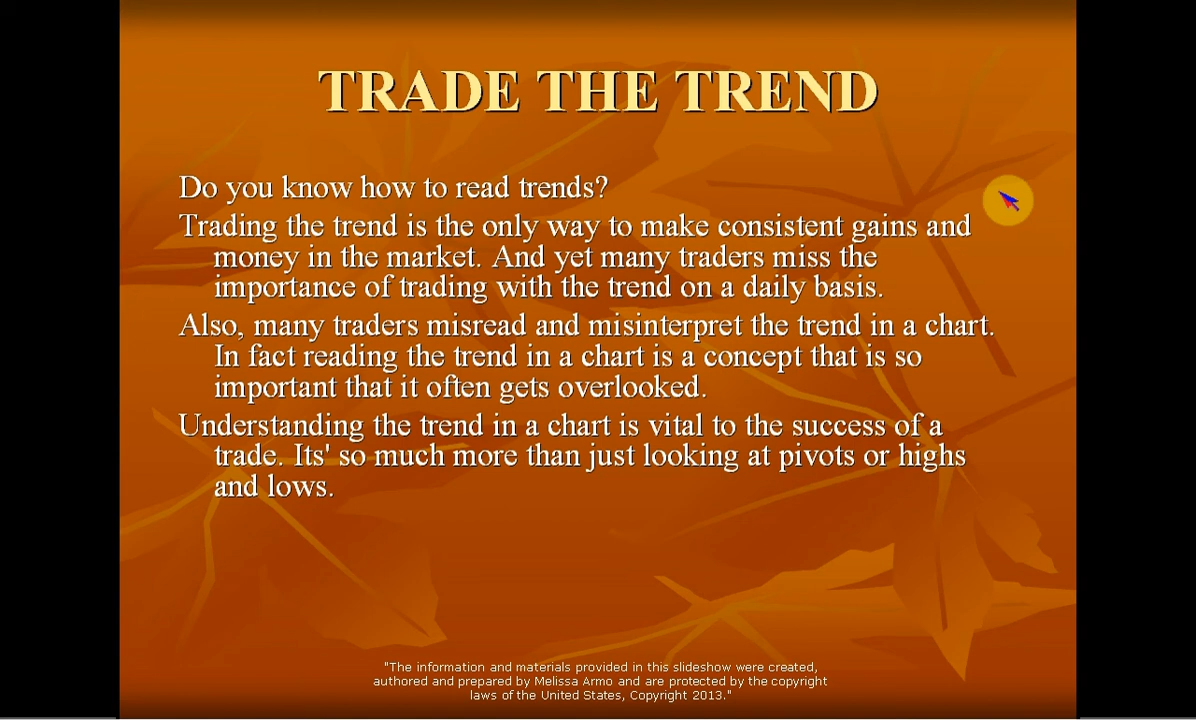 TRADE THE TREND
Do you know how to read trends?
Trading the trend is the only way to make consistent gains and
money in the market. And yet many traders miss the
importance of trading with the trend on a daily basis.
Also, many traders misread and misinterpret the trend in a chart.
In fact reading the trend in a chart is a concept that is so
important that it often gets overlooked.
Understanding the trend in a chart is vital to the success of a
trade. Its' so much more than just looking at pivots or highs
and lows.
"The information and materials provided in this slideshow were created,
authored and prepared by Melissa Armo and are protected by the copyright
laws of the United States, Copyright 2013."